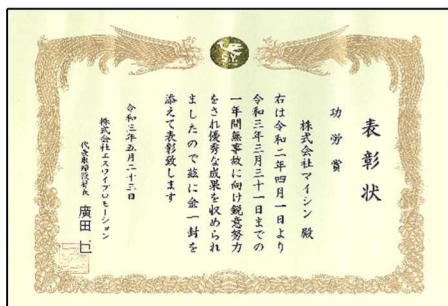 表彰状
功労賞
株式会社マイシン 殿
右は令和二年四月一日より
令和三年三月三十一日までの
一年間無事故に向け鋭意努力
をされ優秀な成果を収められ
ましたので茲に金一封を
添えて表彰致します
令和三年五月二十三日
株式会社エスワイプロモーション
代表取締役社長 廣田 仁